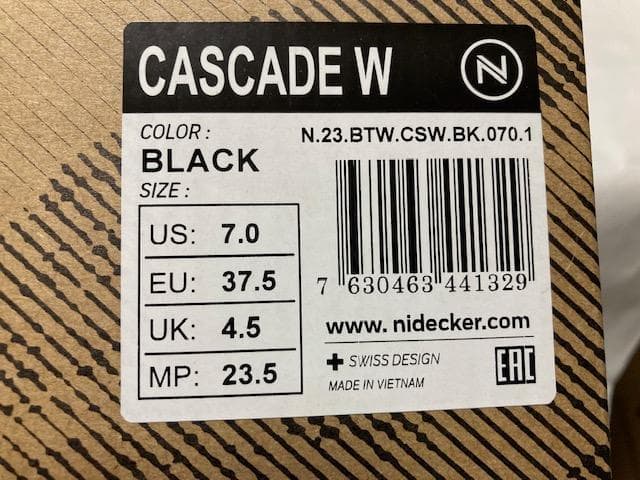 CASCADE W
N
COLOR :
BLACK
SIZE :
US: 7.0
EU: 37.5
UK: 4.5
MP: 23.5
N.23.BTW.CSW.BK.070.1
7 630463 441329
www. nidecker.com
+ SWISS DESIGN
MADE IN VIETNAM
EAC